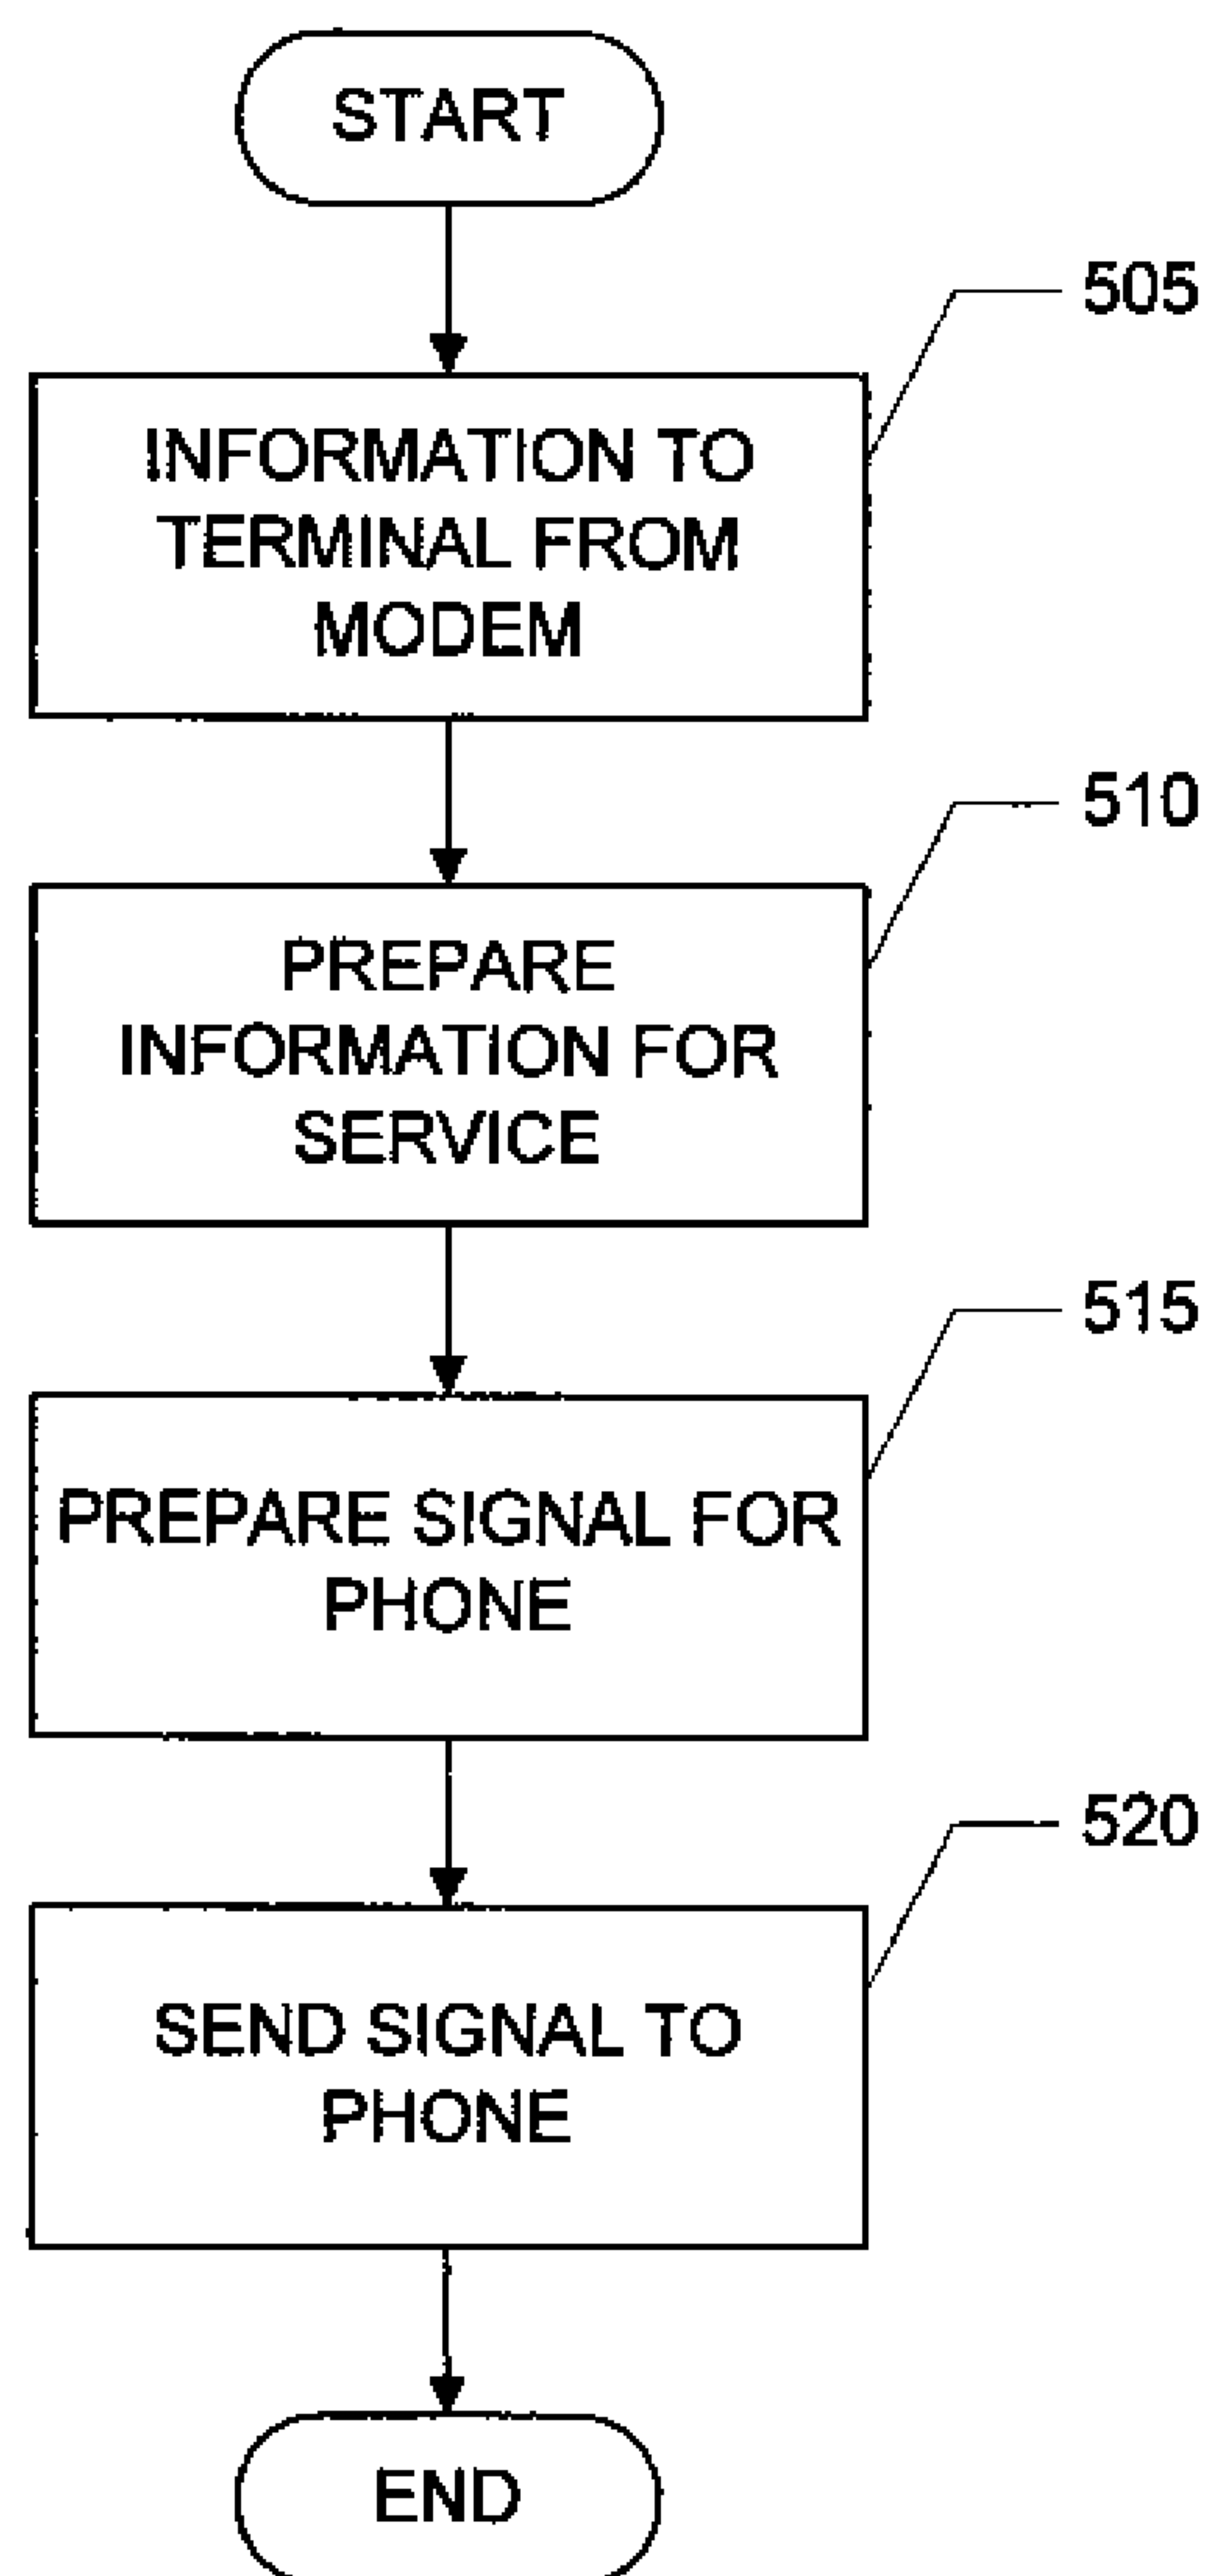 START
505
INFORMATION TO
TERMINAL FROM
MODEM
510
PREPARE
INFORMATION FOR
SERVICE
515
PREPARE SIGNAL FOR
PHONE
520
SEND SIGNAL TO
PHONE
END